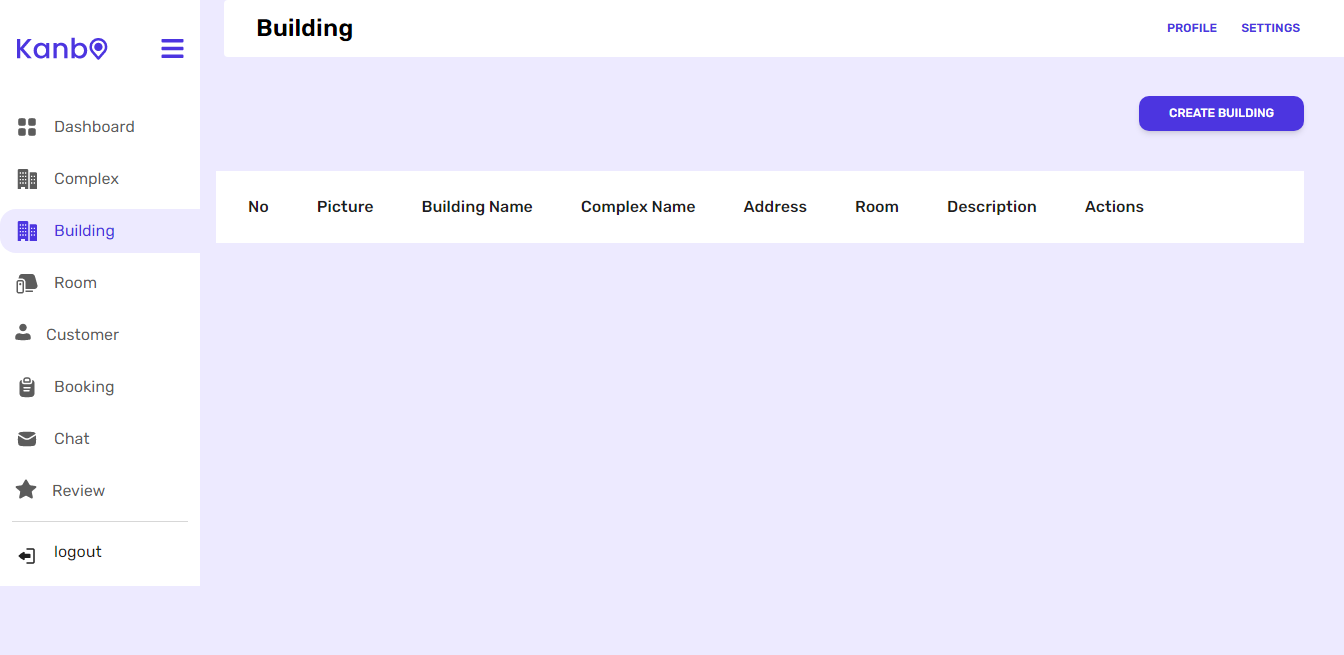 Kanbo
Building
PROFILE SETTINGS
CREATE BUILDING
Dashboard
Complex
Building
Room
Customer
Booking
Chat
Review
logout
No Picture Building Name Complex Name Address Room Description Actions